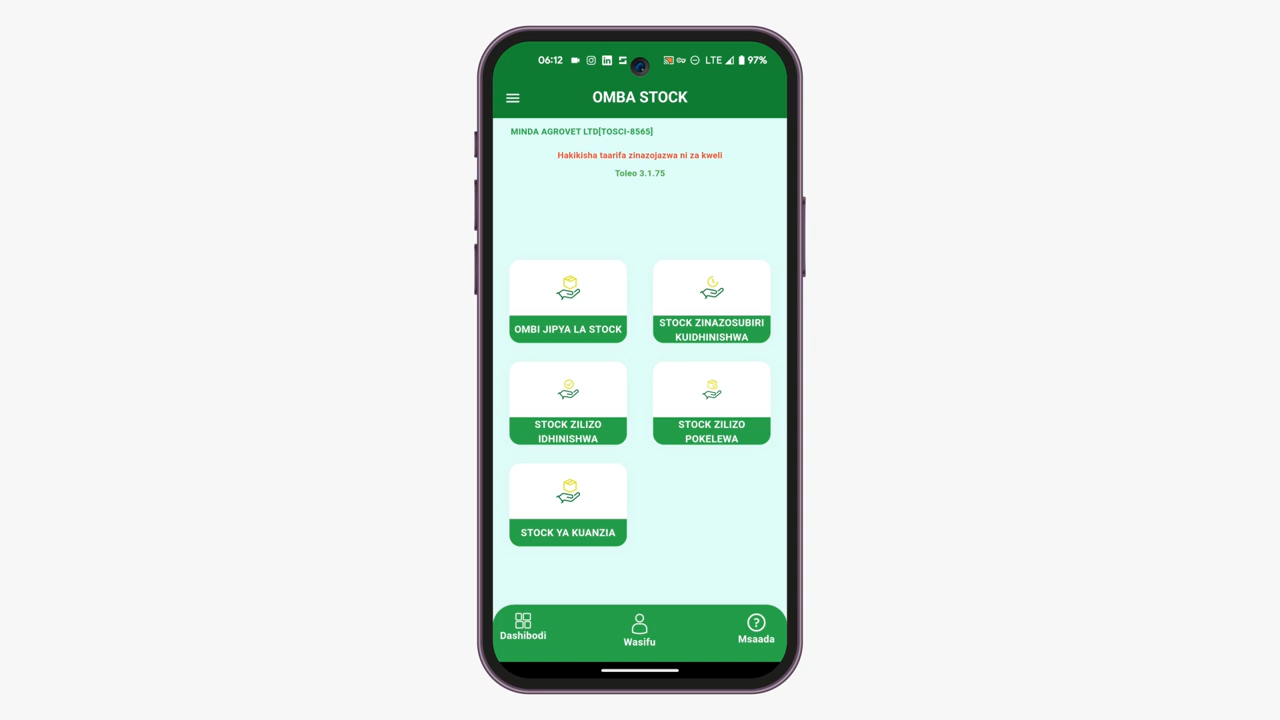 06:12 LTE 97%
OMBA STOCK
MINDA AGROVET LTD[TOSCI-8565]
Hakikisha taarifa zinazojazwa ni za kweli
Toleo 3.1.75
OMBI JIPYA LA STOCK
STOCK ZINAZOSUBIRI
KUIDHINISHWA
STOCK ZILIZO
IDHINISHWA
STOCK ZILIZO
POKELEWA
STOCK YA KUANZIA
Dashibodi
Wasifu
Msaada